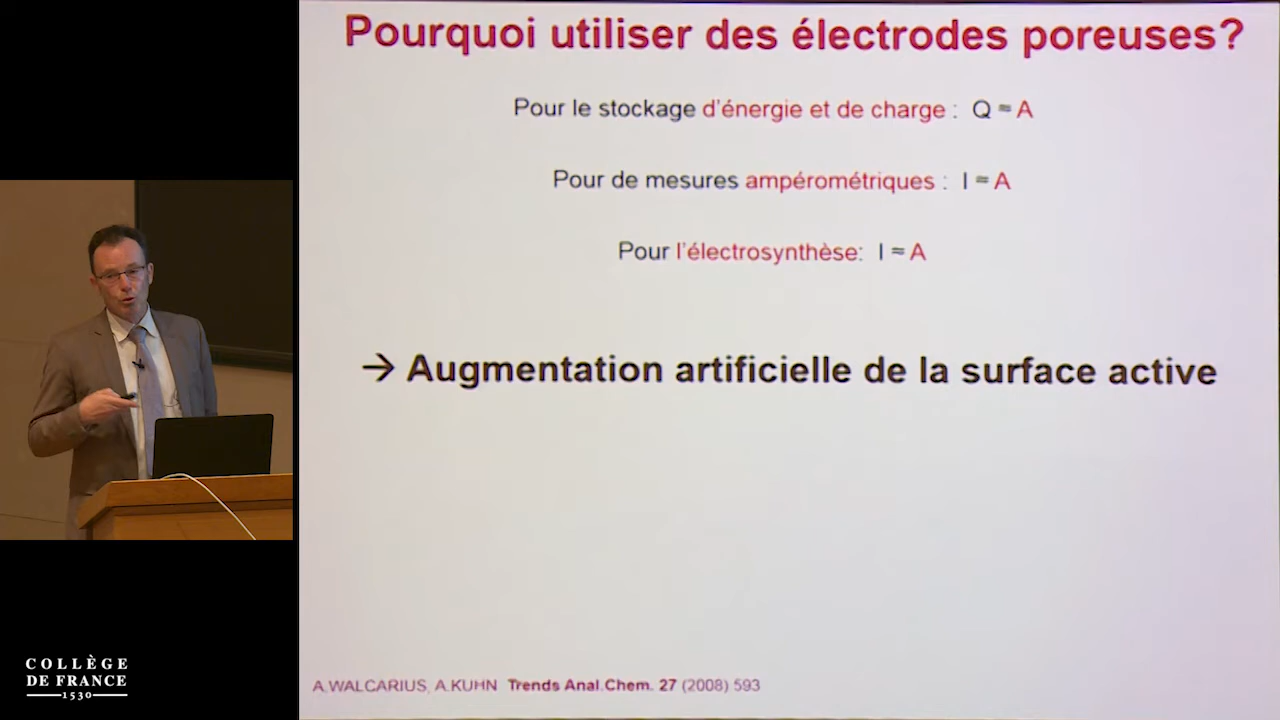 Pourquoi utiliser des électrodes poreuses?
Pour le stockage d'énergie et de charge : Q ≈ A
Pour de mesures ampérométriques : I ≈ A
Pour l'électrosynthèse: I ≈ A
→ Augmentation artificielle de la surface active
A.WALCARIUS, A.KUHN Trends Anal.Chem. 27 (2008) 593
COLLÈGE
DE FRANCE
1530